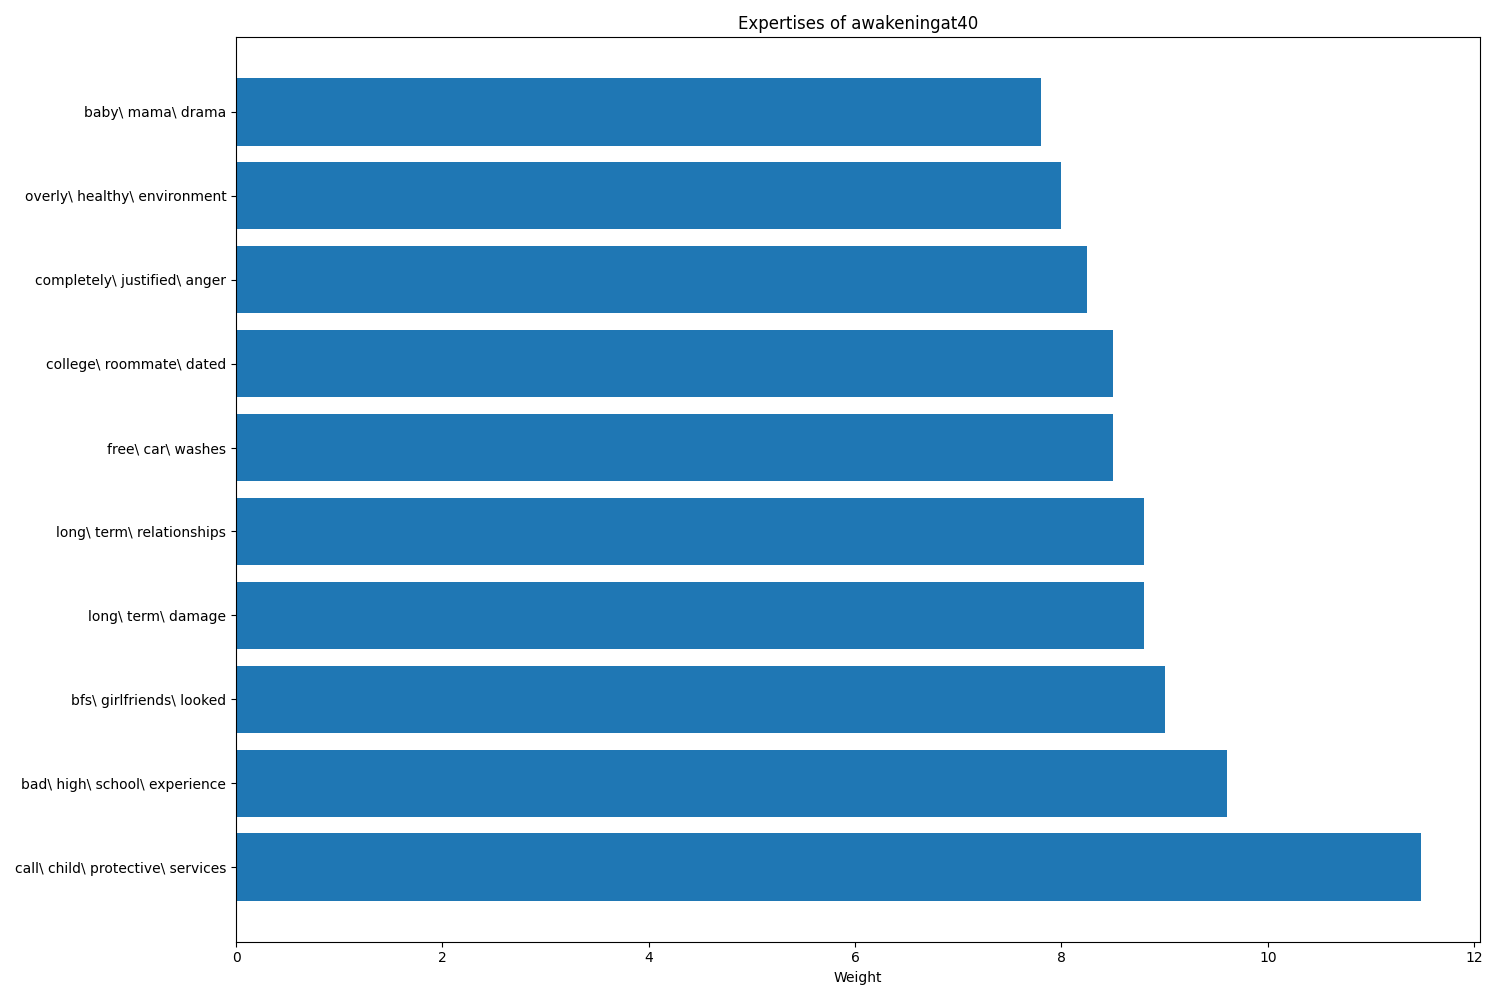 Expertises of awakeningat40
baby\ mama\ drama
overly\ healthy\ environment
completely\ justified\ anger
college\ roommate\ dated
free\ car\ washes
long\ term\ relationships
long\ term\ damage
bfs\ girlfriends\ looked
bad\ high\ school\ experience
call\ child\ protective\ services
0 2 4 6 8 10 12
Weight